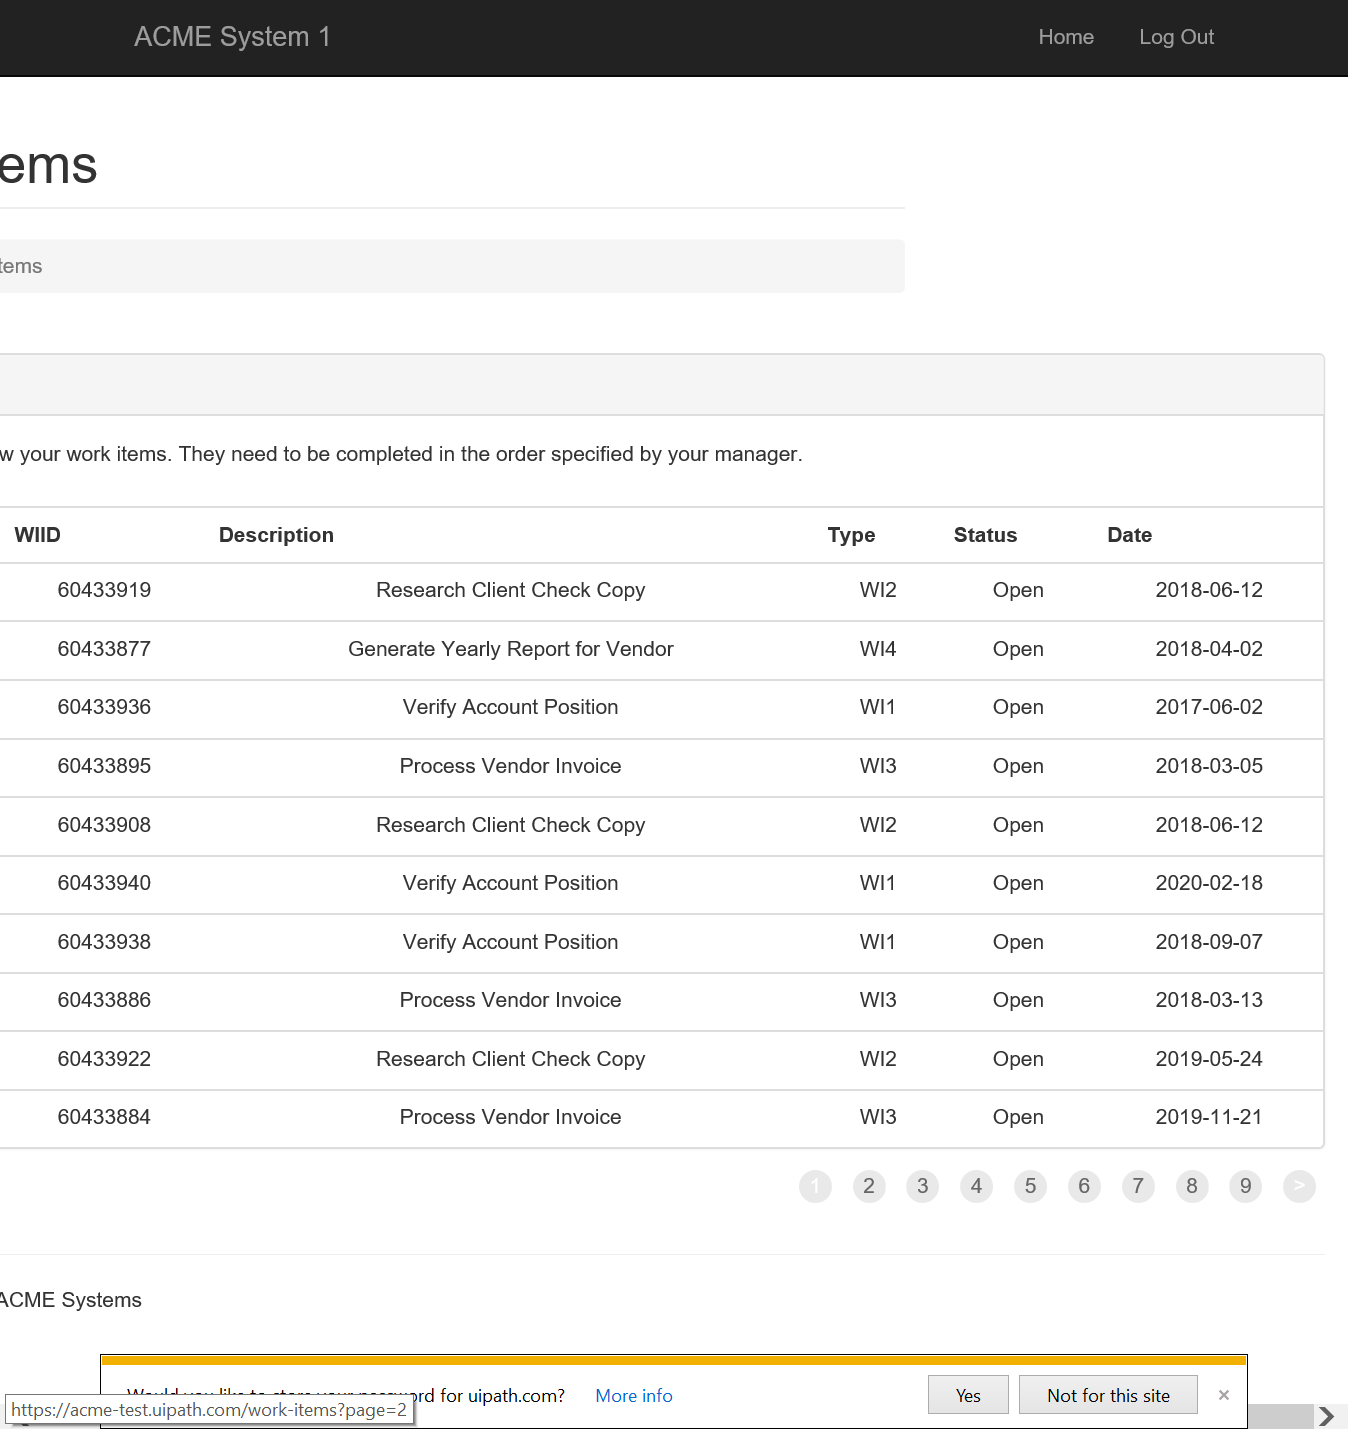 ACME System 1 Home Log Out
ems
tems
w your work items. They need to be completed in the order specified by your manager.
WIID Description Type Status Date
60433919 Research Client Check Copy WI2 Open 2018-06-12
60433877 Generate Yearly Report for Vendor WI4 Open 2018-04-02
60433936 Verify Account Position WI1 Open 2017-06-02
60433895 Process Vendor Invoice WI3 Open 2018-03-05
60433908 Research Client Check Copy WI2 Open 2018-06-12
60433940 Verify Account Position WI1 Open 2020-02-18
60433938 Verify Account Position WI1 Open 2018-09-07
60433886 Process Vendor Invoice WI3 Open 2018-03-13
60433922 Research Client Check Copy WI2 Open 2019-05-24
60433884 Process Vendor Invoice WI3 Open 2019-11-21
1 2 3 4 5 6 7 8 9 >
ACME Systems
Would you like to store your password for uipath.com? More info Yes Not for this site ×
https://acme-test.uipath.com/work-items?page=2